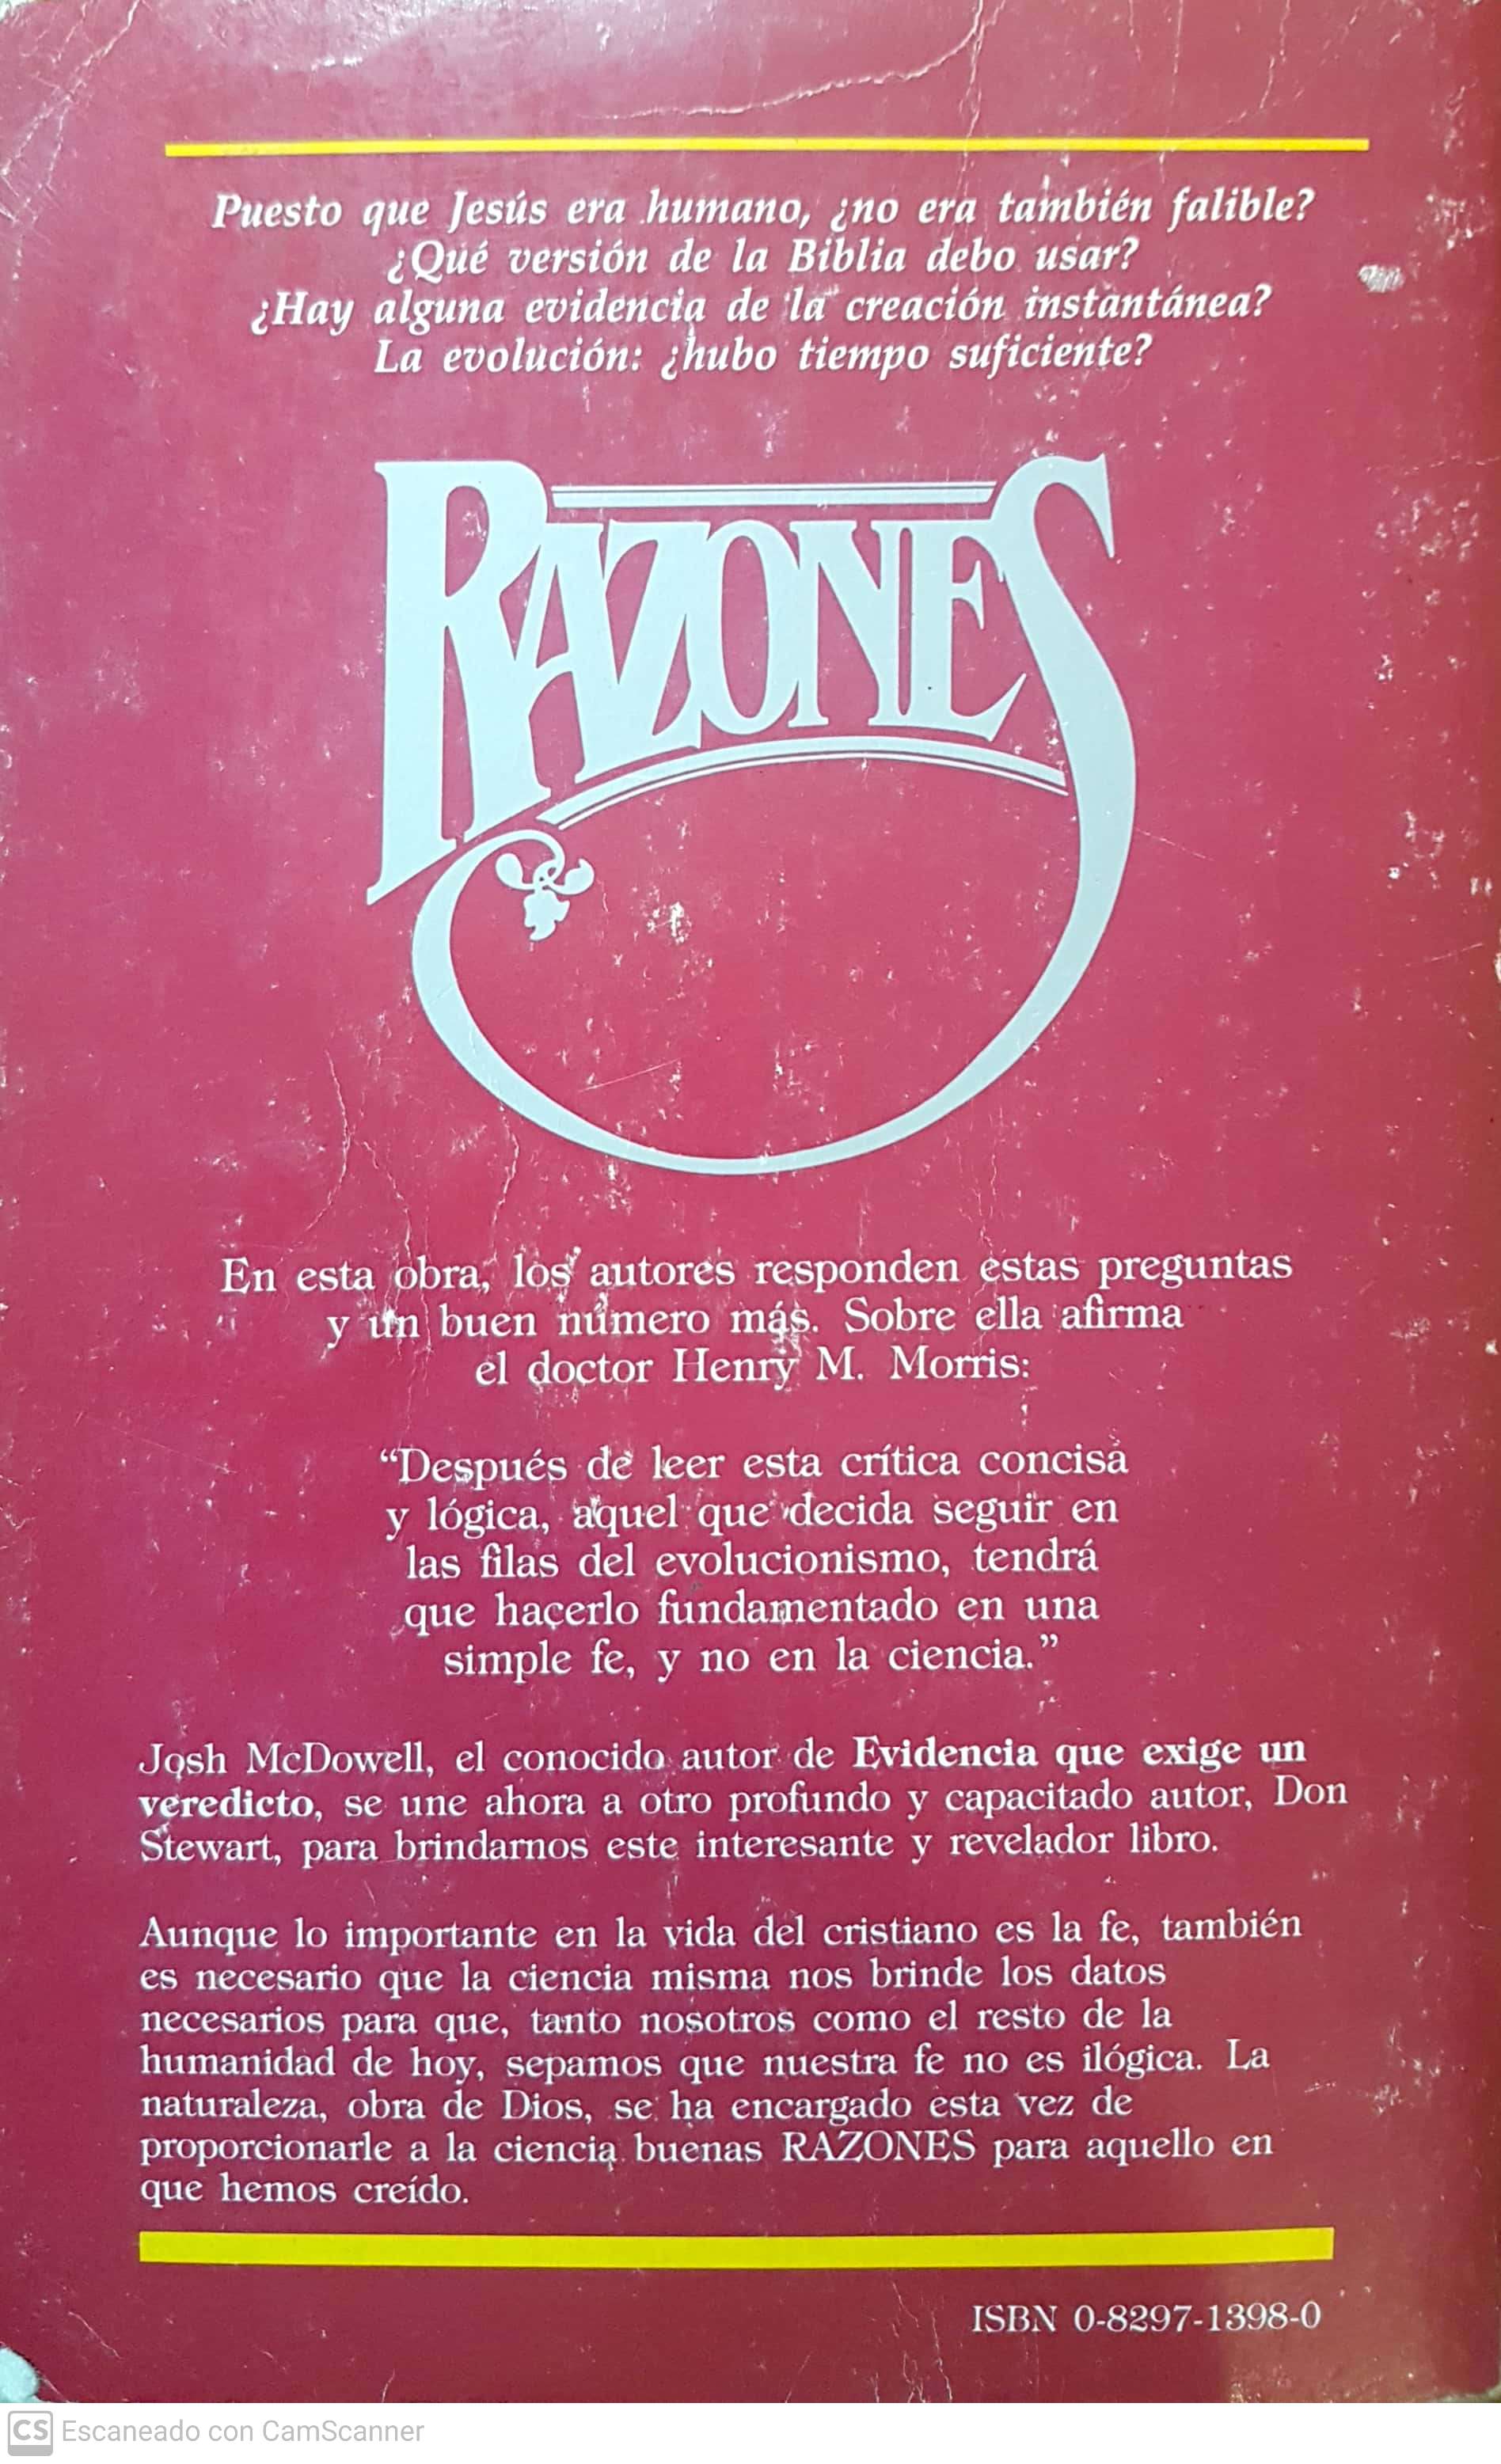 Puesto que Jesús era humano, ¿no era también falible?
¿Qué versión de la Biblia debo usar?
¿Hay alguna evidencia de la creación instantánea?
La evolución: ¿hubo tiempo suficiente?
RAZONES
En esta obra, los autores responden estas preguntas
y un buen número más. Sobre ella afirma
el doctor Henry M. Morris:
“Después de leer esta crítica concisa
y lógica, aquel que decida seguir en
las filas del evolucionismo, tendrá
que hacerlo fundamentado en una
simple fe, y no en la ciencia.”
Josh McDowell, el conocido autor de Evidencia que exige un
veredicto, se une ahora a otro profundo y capacitado autor, Don
Stewart, para brindarnos este interesante y revelador libro.
Aunque lo importante en la vida del cristiano es la fe, también
es necesario que la ciencia misma nos brinde los datos
necesarios para que, tanto nosotros como el resto de la
humanidad de hoy, sepamos que nuestra fe no es ilógica. La
naturaleza, obra de Dios, se ha encargado esta vez de
proporcionarle a la ciencia buenas RAZONES para aquello en
que hemos creído.
ISBN 0-8297-1398-0
CS Escaneado con CamScanner